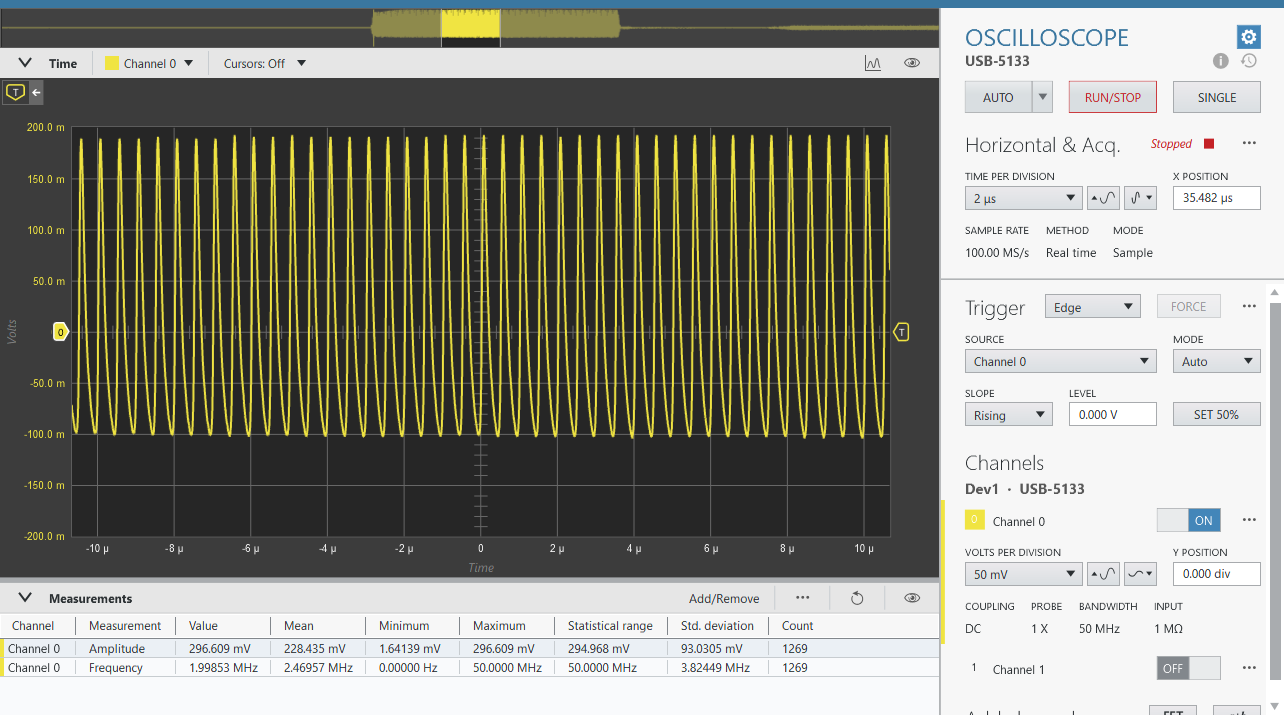 Time
Channel 0
Cursors: Off
T
200.0 m
150.0 m
100.0 m
50.0 m
0
-50.0 m
-100.0 m
-150.0 m
-200.0 m
Volts
T
-10 µ -8 µ -6 µ -4 µ -2 µ 0 2 µ 4 µ 6 µ 8 µ 10 µ
Time
Measurements
Add/Remove
Channel Measurement Value Mean Minimum Maximum Statistical range Std. deviation Count
Channel 0 Amplitude 296.609 mV 228.435 mV 1.64139 mV 296.609 mV 294.968 mV 93.0305 mV 1269
Channel 0 Frequency 1.99853 MHz 2.46957 MHz 0.00000 Hz 50.0000 MHz 50.0000 MHz 3.82449 MHz 1269
OSCILLOSCOPE
USB-5133
AUTO RUN/STOP SINGLE
Horizontal & Acq. Stopped
TIME PER DIVISION X POSITION
2 µs 35.482 µs
SAMPLE RATE METHOD MODE
100.00 MS/s Real time Sample
Trigger Edge FORCE
SOURCE MODE
Channel 0 Auto
SLOPE LEVEL
Rising 0.000 V SET 50%
Channels
Dev1 · USB-5133
0 Channel 0 ON
VOLTS PER DIVISION Y POSITION
50 mV 0.000 div
COUPLING PROBE BANDWIDTH INPUT
DC 1 X 50 MHz 1 MΩ
1 Channel 1 OFF